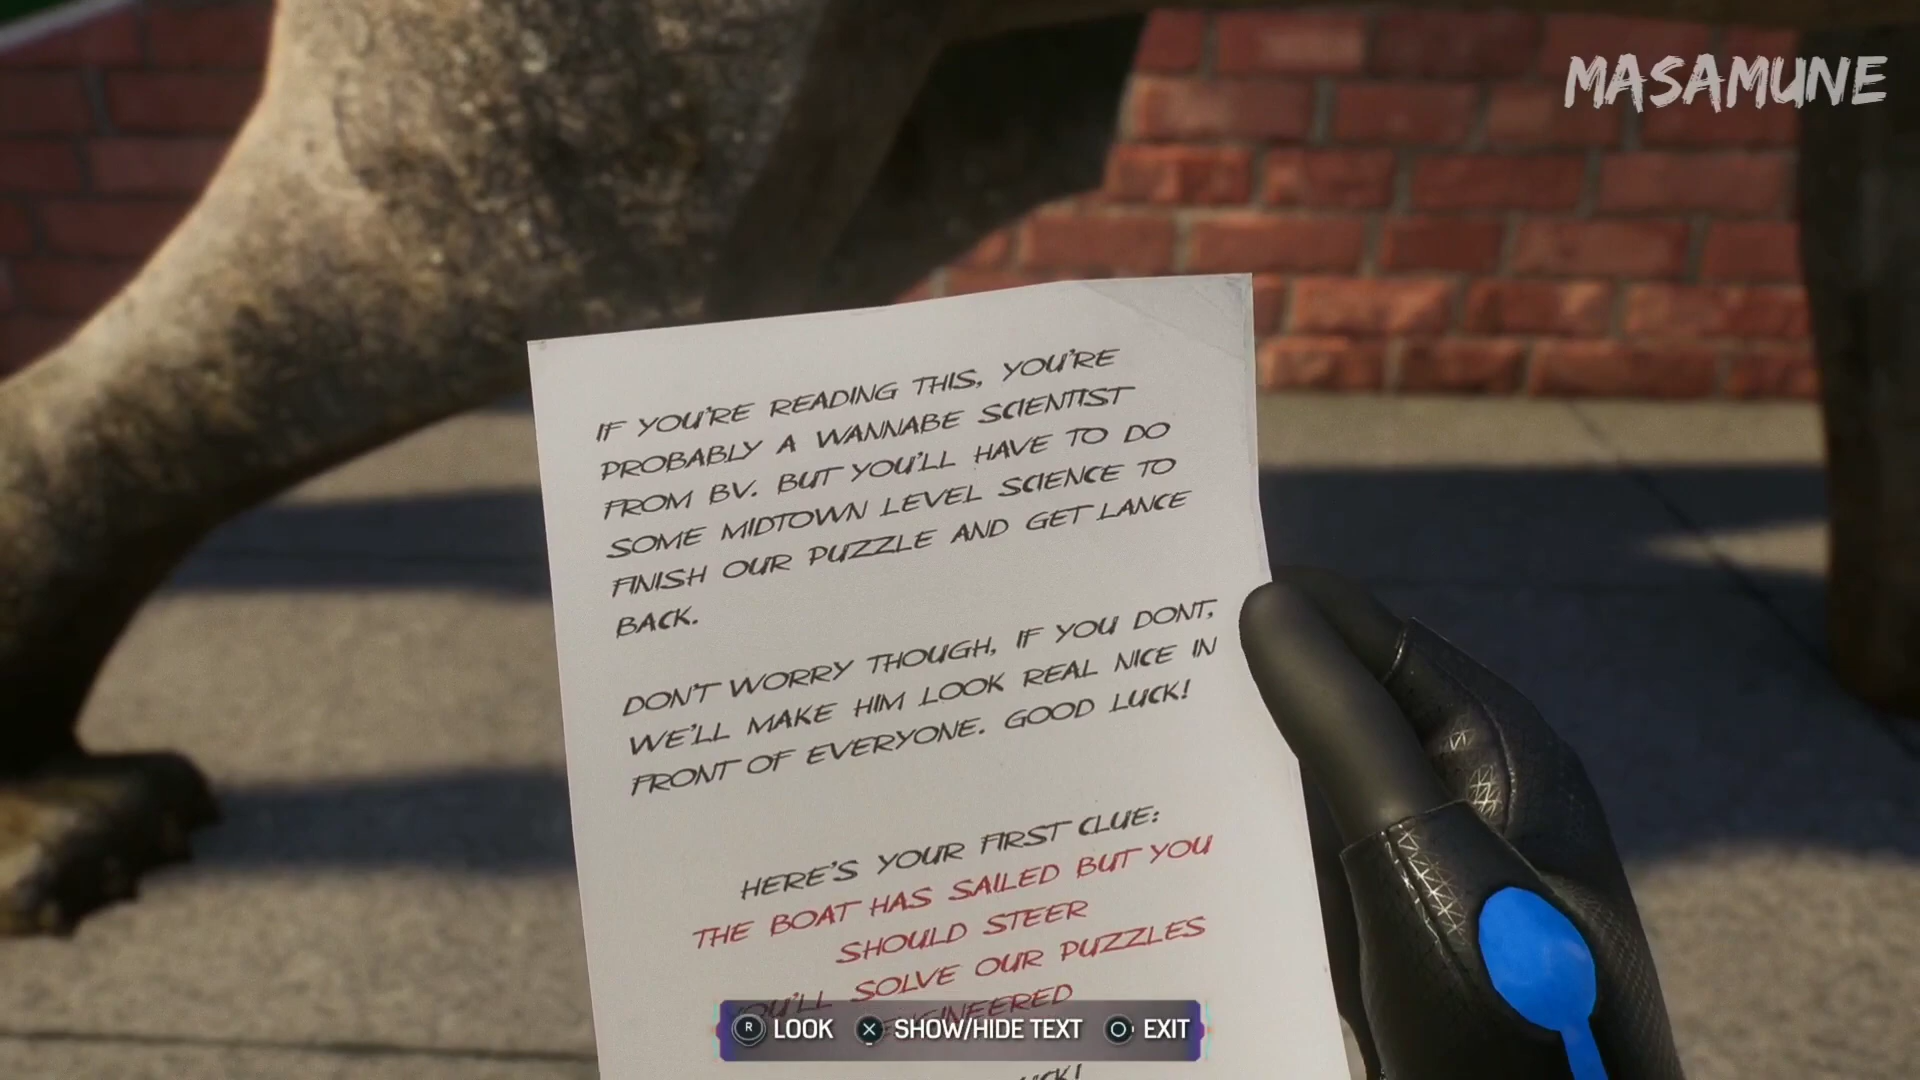 MASAMUNE
IF YOU'RE READING THIS, YOU'RE
PROBABLY A WANNABE SCIENTIST
FROM BV. BUT YOU'LL HAVE TO DO
SOME MIDTOWN LEVEL SCIENCE TO
FINISH OUR PUZZLE AND GET LANCE
BACK.
DON'T WORRY THOUGH, IF YOU DONT,
WE'LL MAKE HIM LOOK REAL NICE IN
FRONT OF EVERYONE. GOOD LUCK!
HERE'S YOUR FIRST CLUE:
THE BOAT HAS SAILED BUT YOU
SHOULD STEER
YOU'LL SOLVE OUR PUZZLES
ENGINEERED
R LOOK X SHOW/HIDE TEXT O EXIT